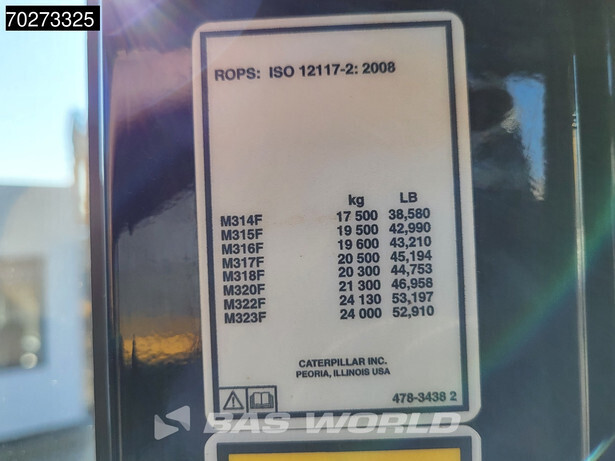 70273325
ROPS: ISO 12117-2: 2008
kg LB
M314F 17 500 38,580
M315F 19 500 42,990
M316F 19 600 43,210
M317F 20 500 45,194
M318F 20 300 44,753
M320F 21 300 46,958
M322F 24 130 53,197
M323F 24 000 52,910
CATERPILLAR INC.
PEORIA, ILLINOIS USA
478-3438 2
BAS WORLD